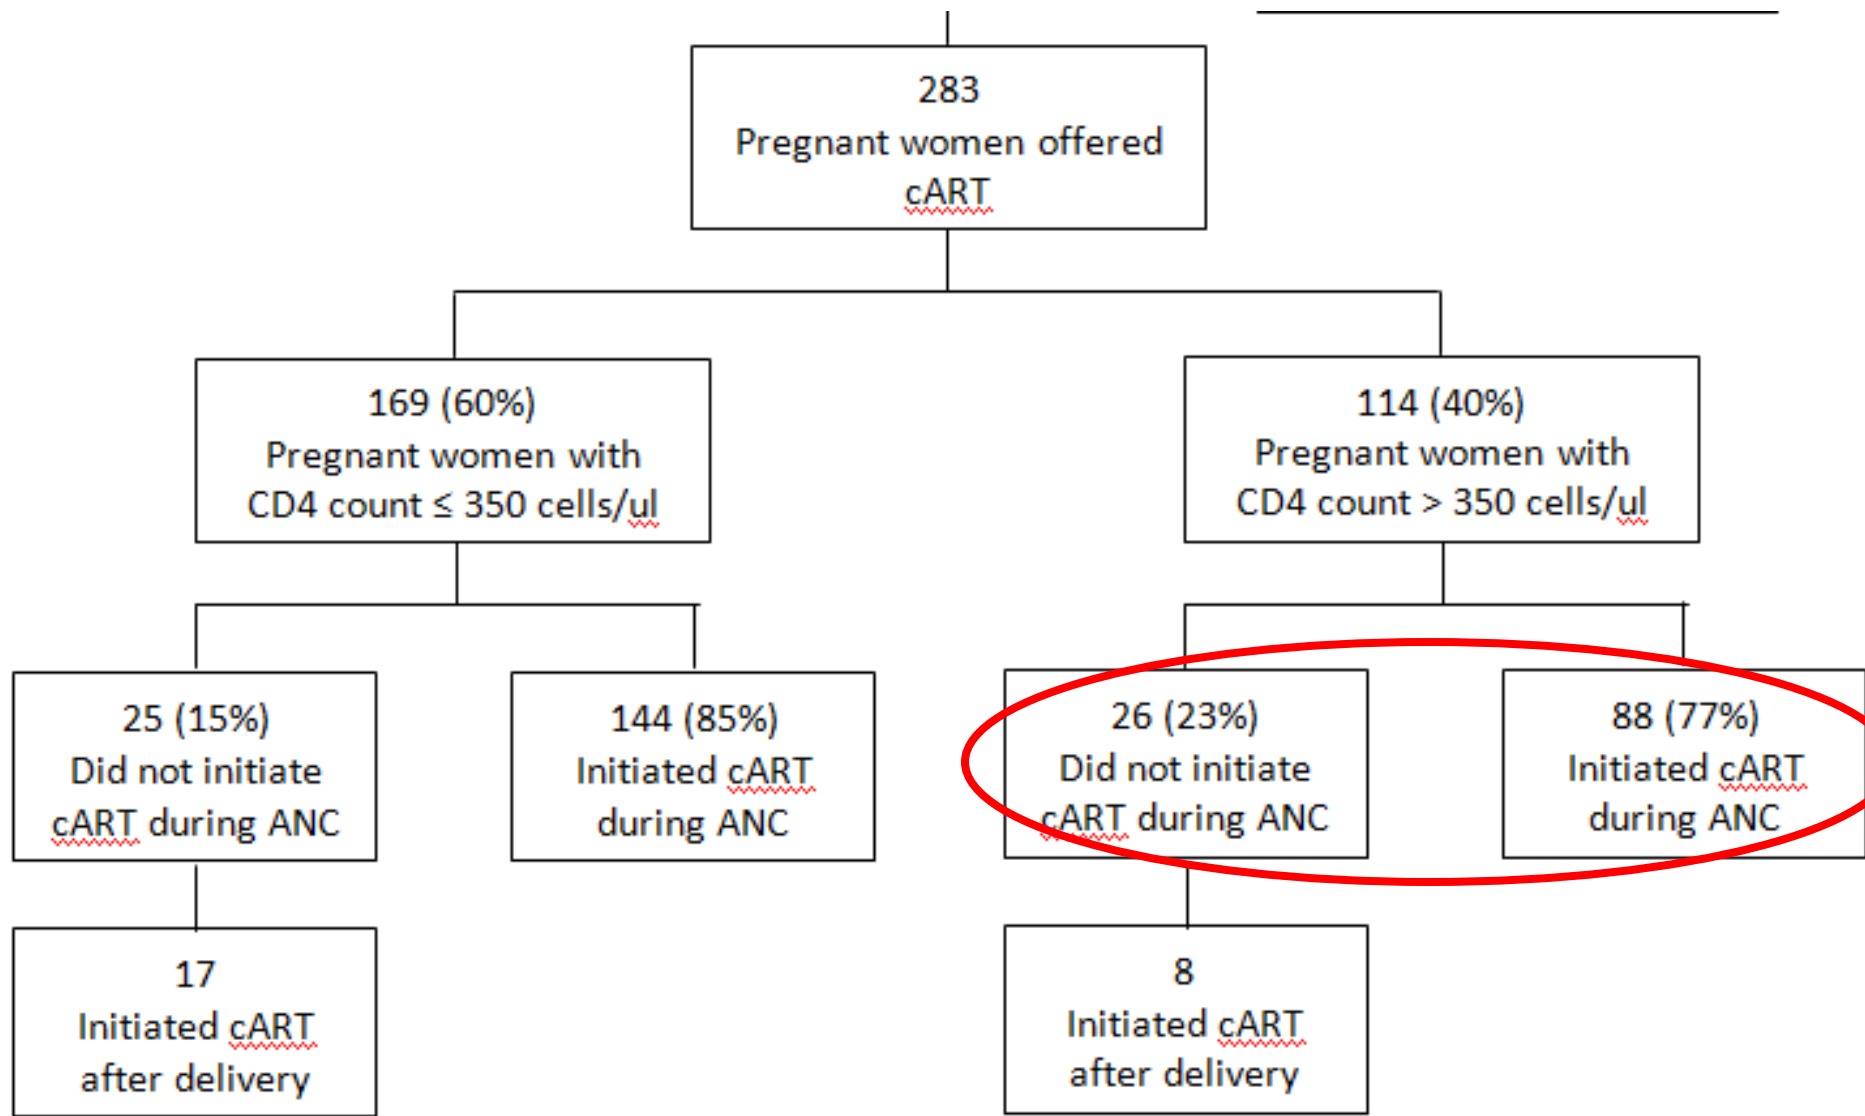 283
Pregnant women offered
cART
169 (60%)
Pregnant women with
CD4 count ≤ 350 cells/ul
114 (40%)
Pregnant women with
CD4 count > 350 cells/ul
25 (15%)
Did not initiate
cART during ANC
144 (85%)
Initiated cART
during ANC
26 (23%)
Did not initiate
cART during ANC
88 (77%)
Initiated cART
during ANC
17
Initiated cART
after delivery
8
Initiated cART
after delivery